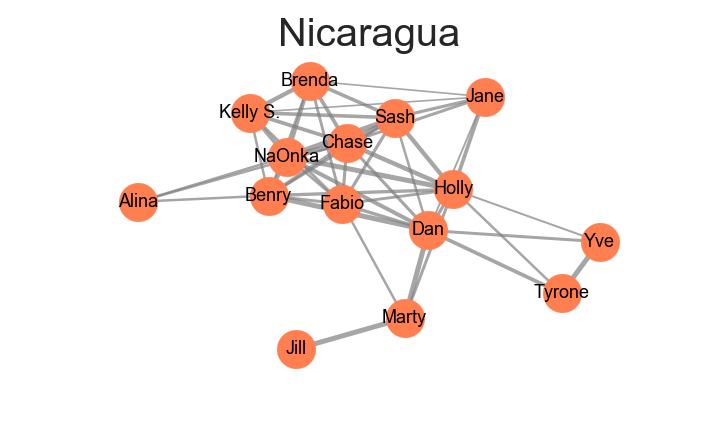 Nicaragua
Brenda
Jane
Kelly S.
Sash
Chase
NaOnka
Holly
Benry
Alina
Fabio
Dan
Yve
Tyrone
Marty
Jill